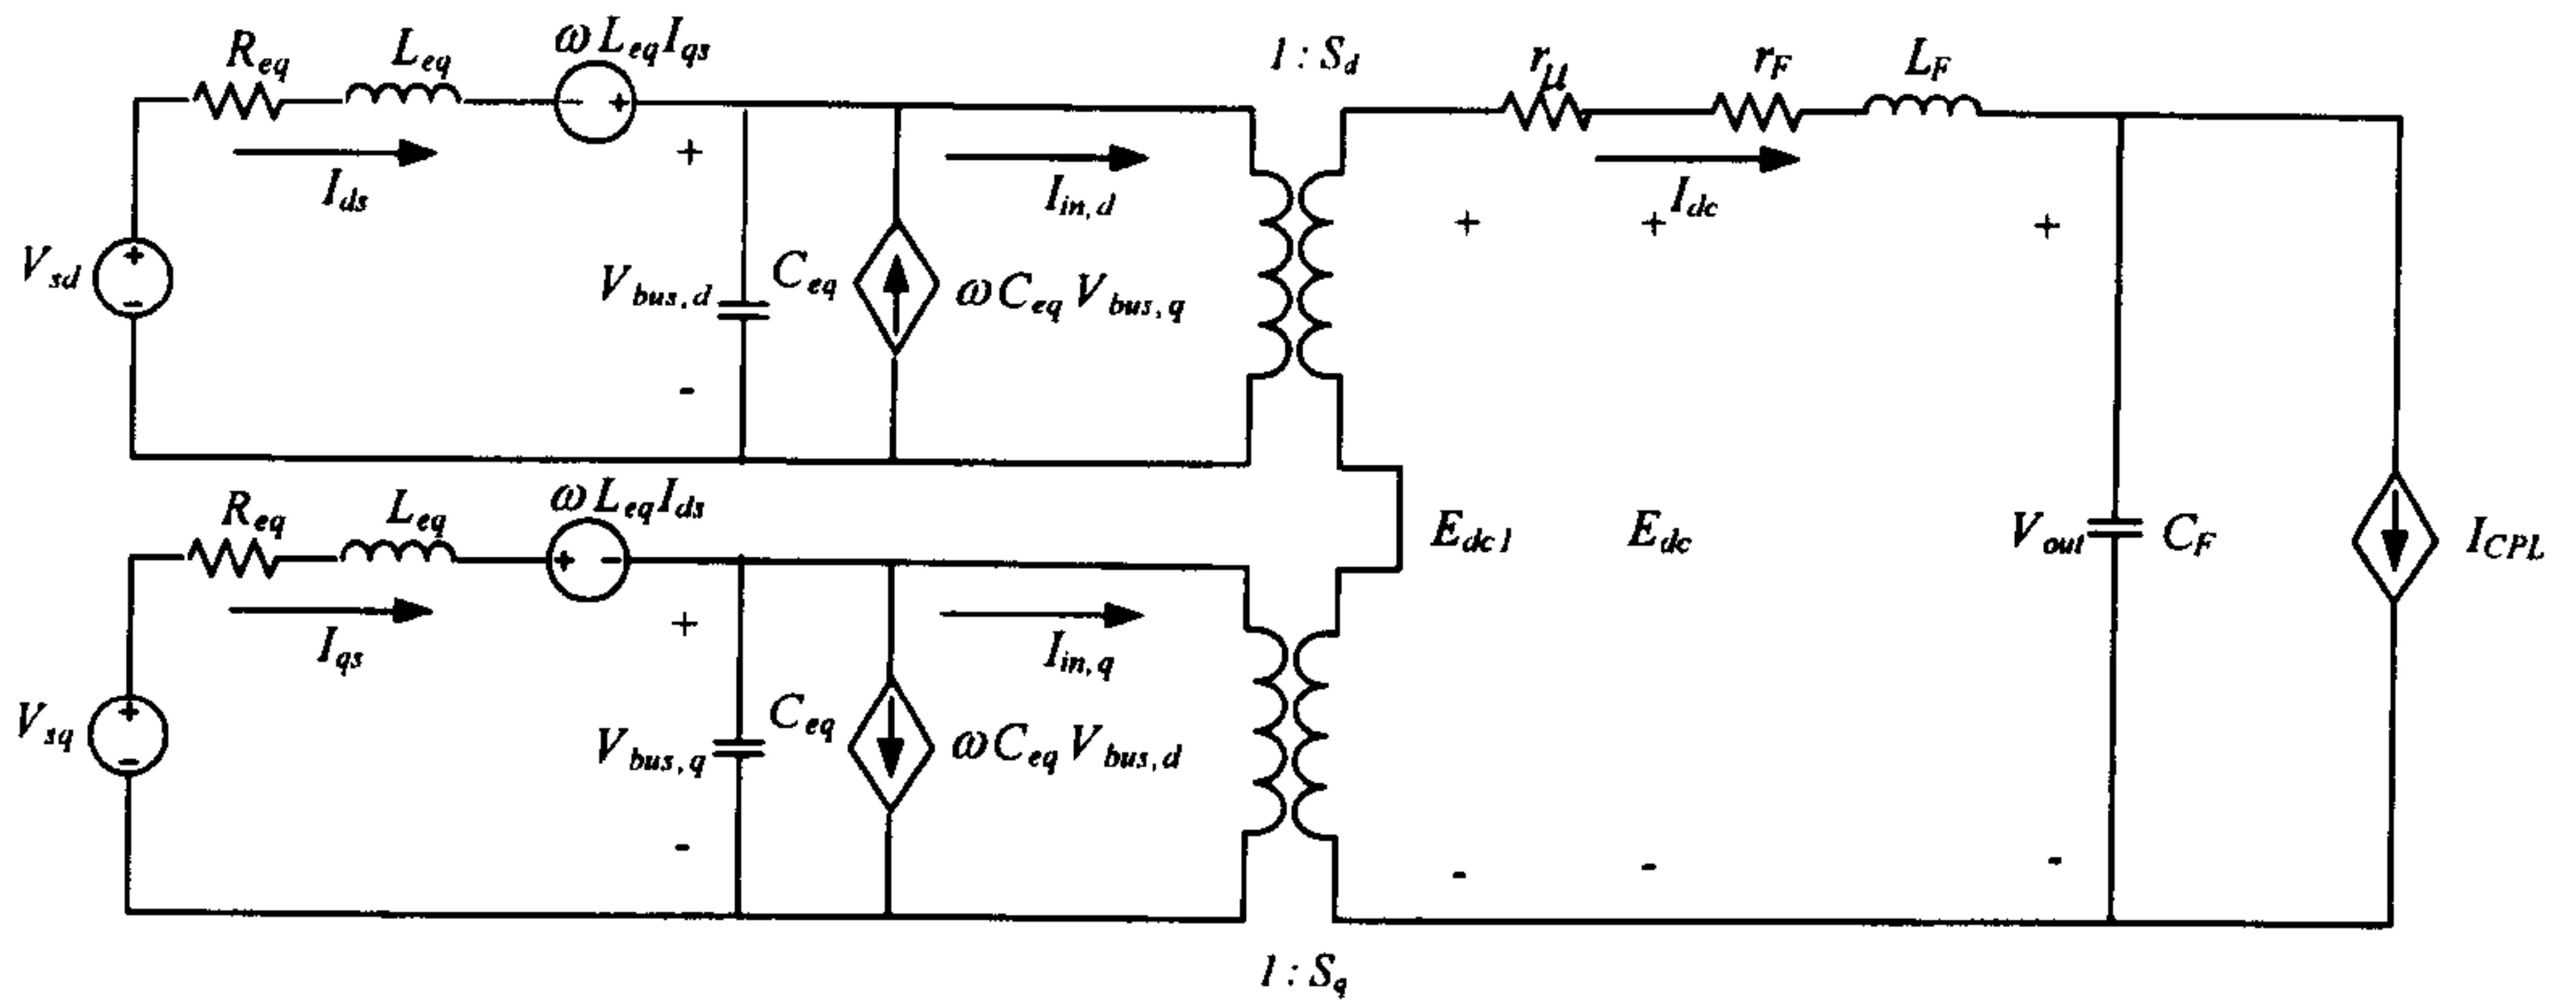 R_eq L_eq ωL_eq I_qs 1 : S_d r_μ r_F L_F
+ - + +
I_ds I_in,d I_dc
+ + +
V_sd + - V_bus,d C_eq ωC_eq V_bus,q
-
R_eq L_eq ωL_eq I_ds E_dc1 E_dc V_out C_F I_CPL
+ -
+
I_qs I_in,q
V_sq + - V_bus,q C_eq ωC_eq V_bus,d
- - - -
1 : S_q